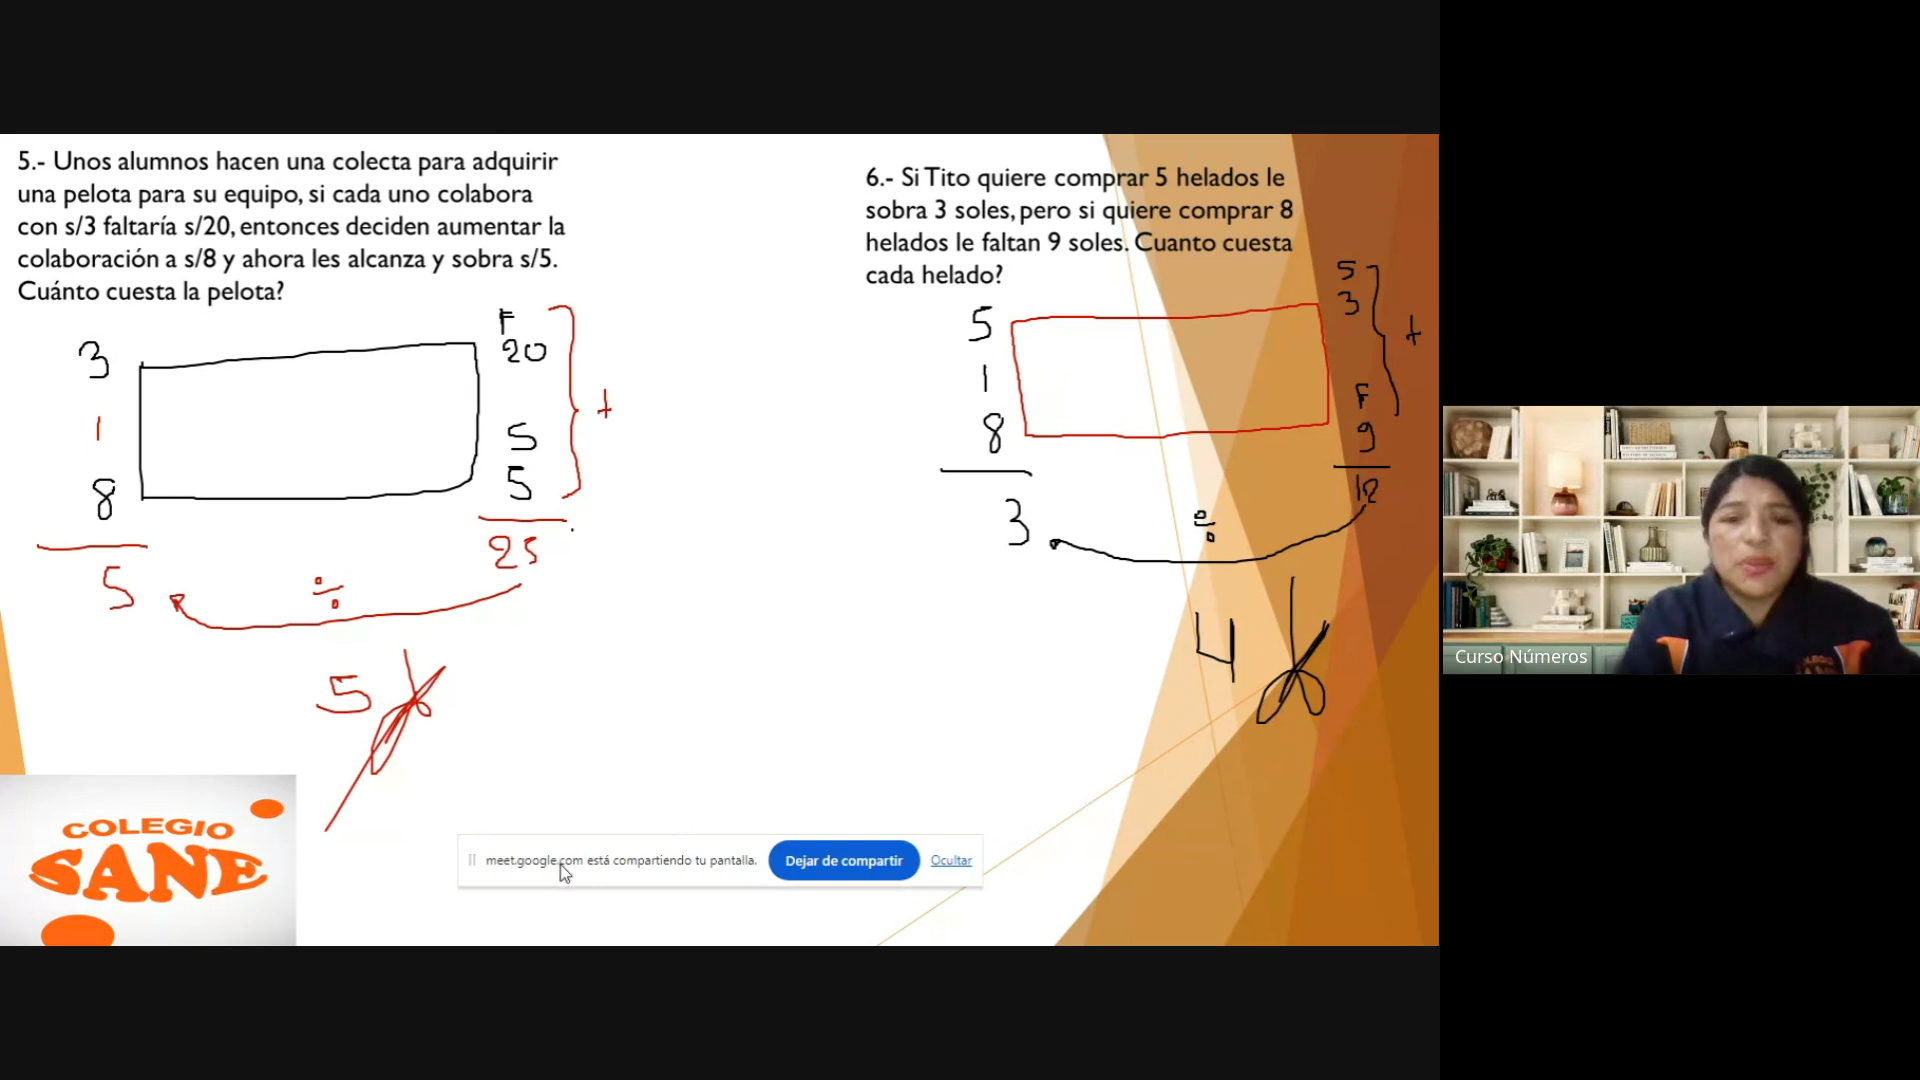 5.- Unos alumnos hacen una colecta para adquirir
una pelota para su equipo, si cada uno colabora
con s/3 faltaría s/20, entonces deciden aumentar la
colaboración a s/8 y ahora les alcanza y sobra s/5.
Cuánto cuesta la pelota?
F
3 20
1 5
8 5
5 ÷ 25
5
6.- Si Tito quiere comprar 5 helados le
sobra 3 soles, pero si quiere comprar 8
helados le faltan 9 soles. Cuanto cuesta
cada helado?
S
5 3
+
1 F
8 9
3 ÷ 12
4
+
COLEGIO
SANE
meet.google.com está compartiendo tu pantalla. Dejar de compartir Ocultar
Curso Números